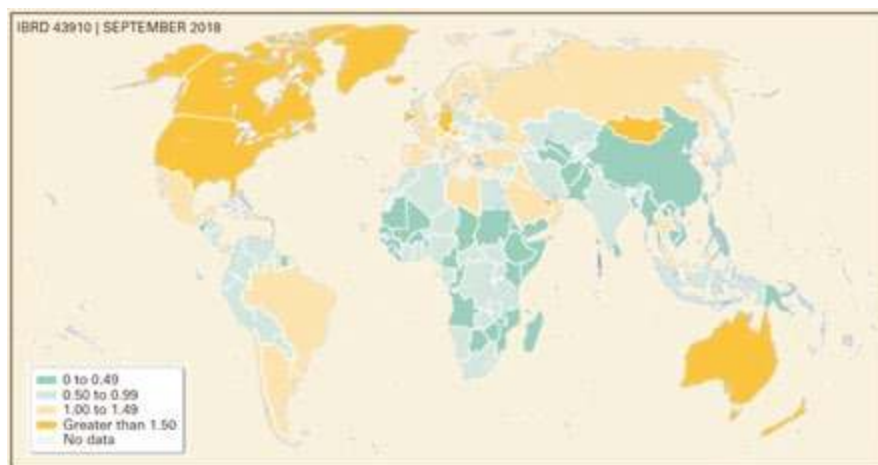 IBRD 43910 | SEPTEMBER 2018
0 to 0.49
0.50 to 0.99
1.00 to 1.49
Greater than 1.50
No data